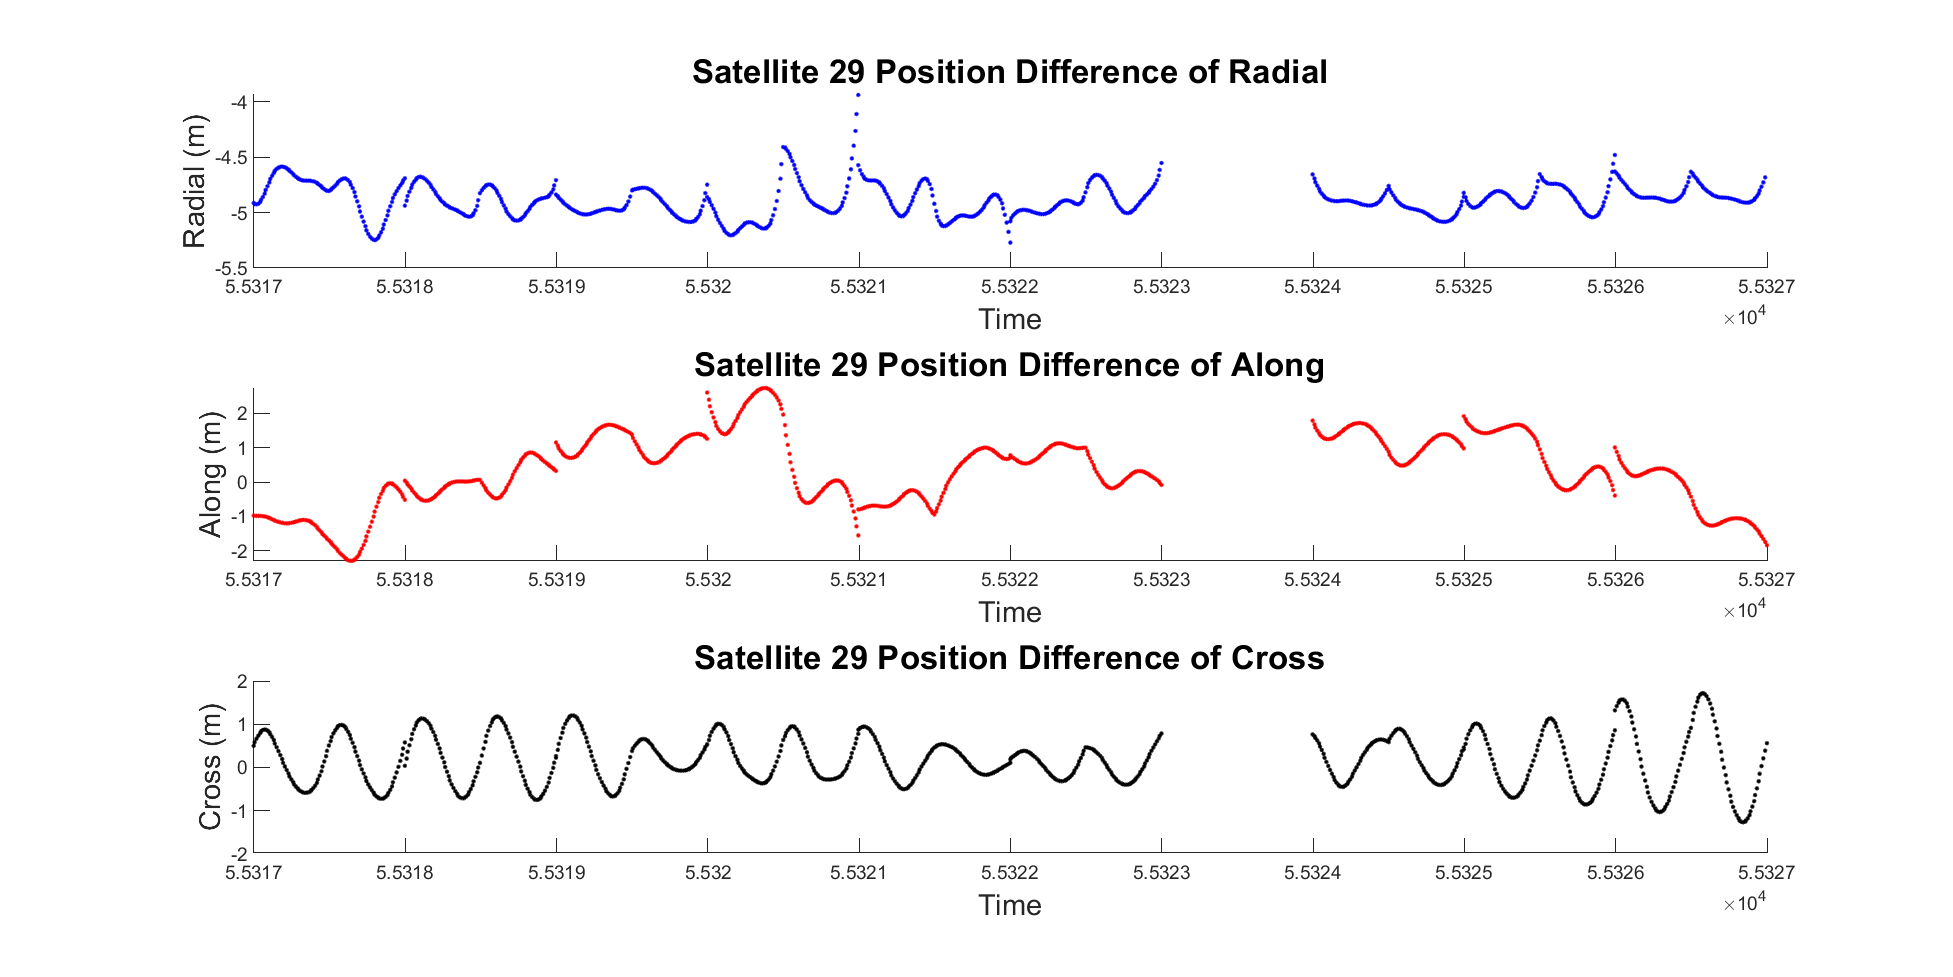 Satellite 29 Position Difference of Radial
Radial (m)
-4
-4.5
-5
-5.5
5.5317 5.5318 5.5319 5.532 5.5321 5.5322 5.5323 5.5324 5.5325 5.5326 5.5327
Time
×10^4
Satellite 29 Position Difference of Along
Along (m)
2
1
0
-1
-2
5.5317 5.5318 5.5319 5.532 5.5321 5.5322 5.5323 5.5324 5.5325 5.5326 5.5327
Time
×10^4
Satellite 29 Position Difference of Cross
Cross (m)
2
1
0
-1
-2
5.5317 5.5318 5.5319 5.532 5.5321 5.5322 5.5323 5.5324 5.5325 5.5326 5.5327
Time
×10^4